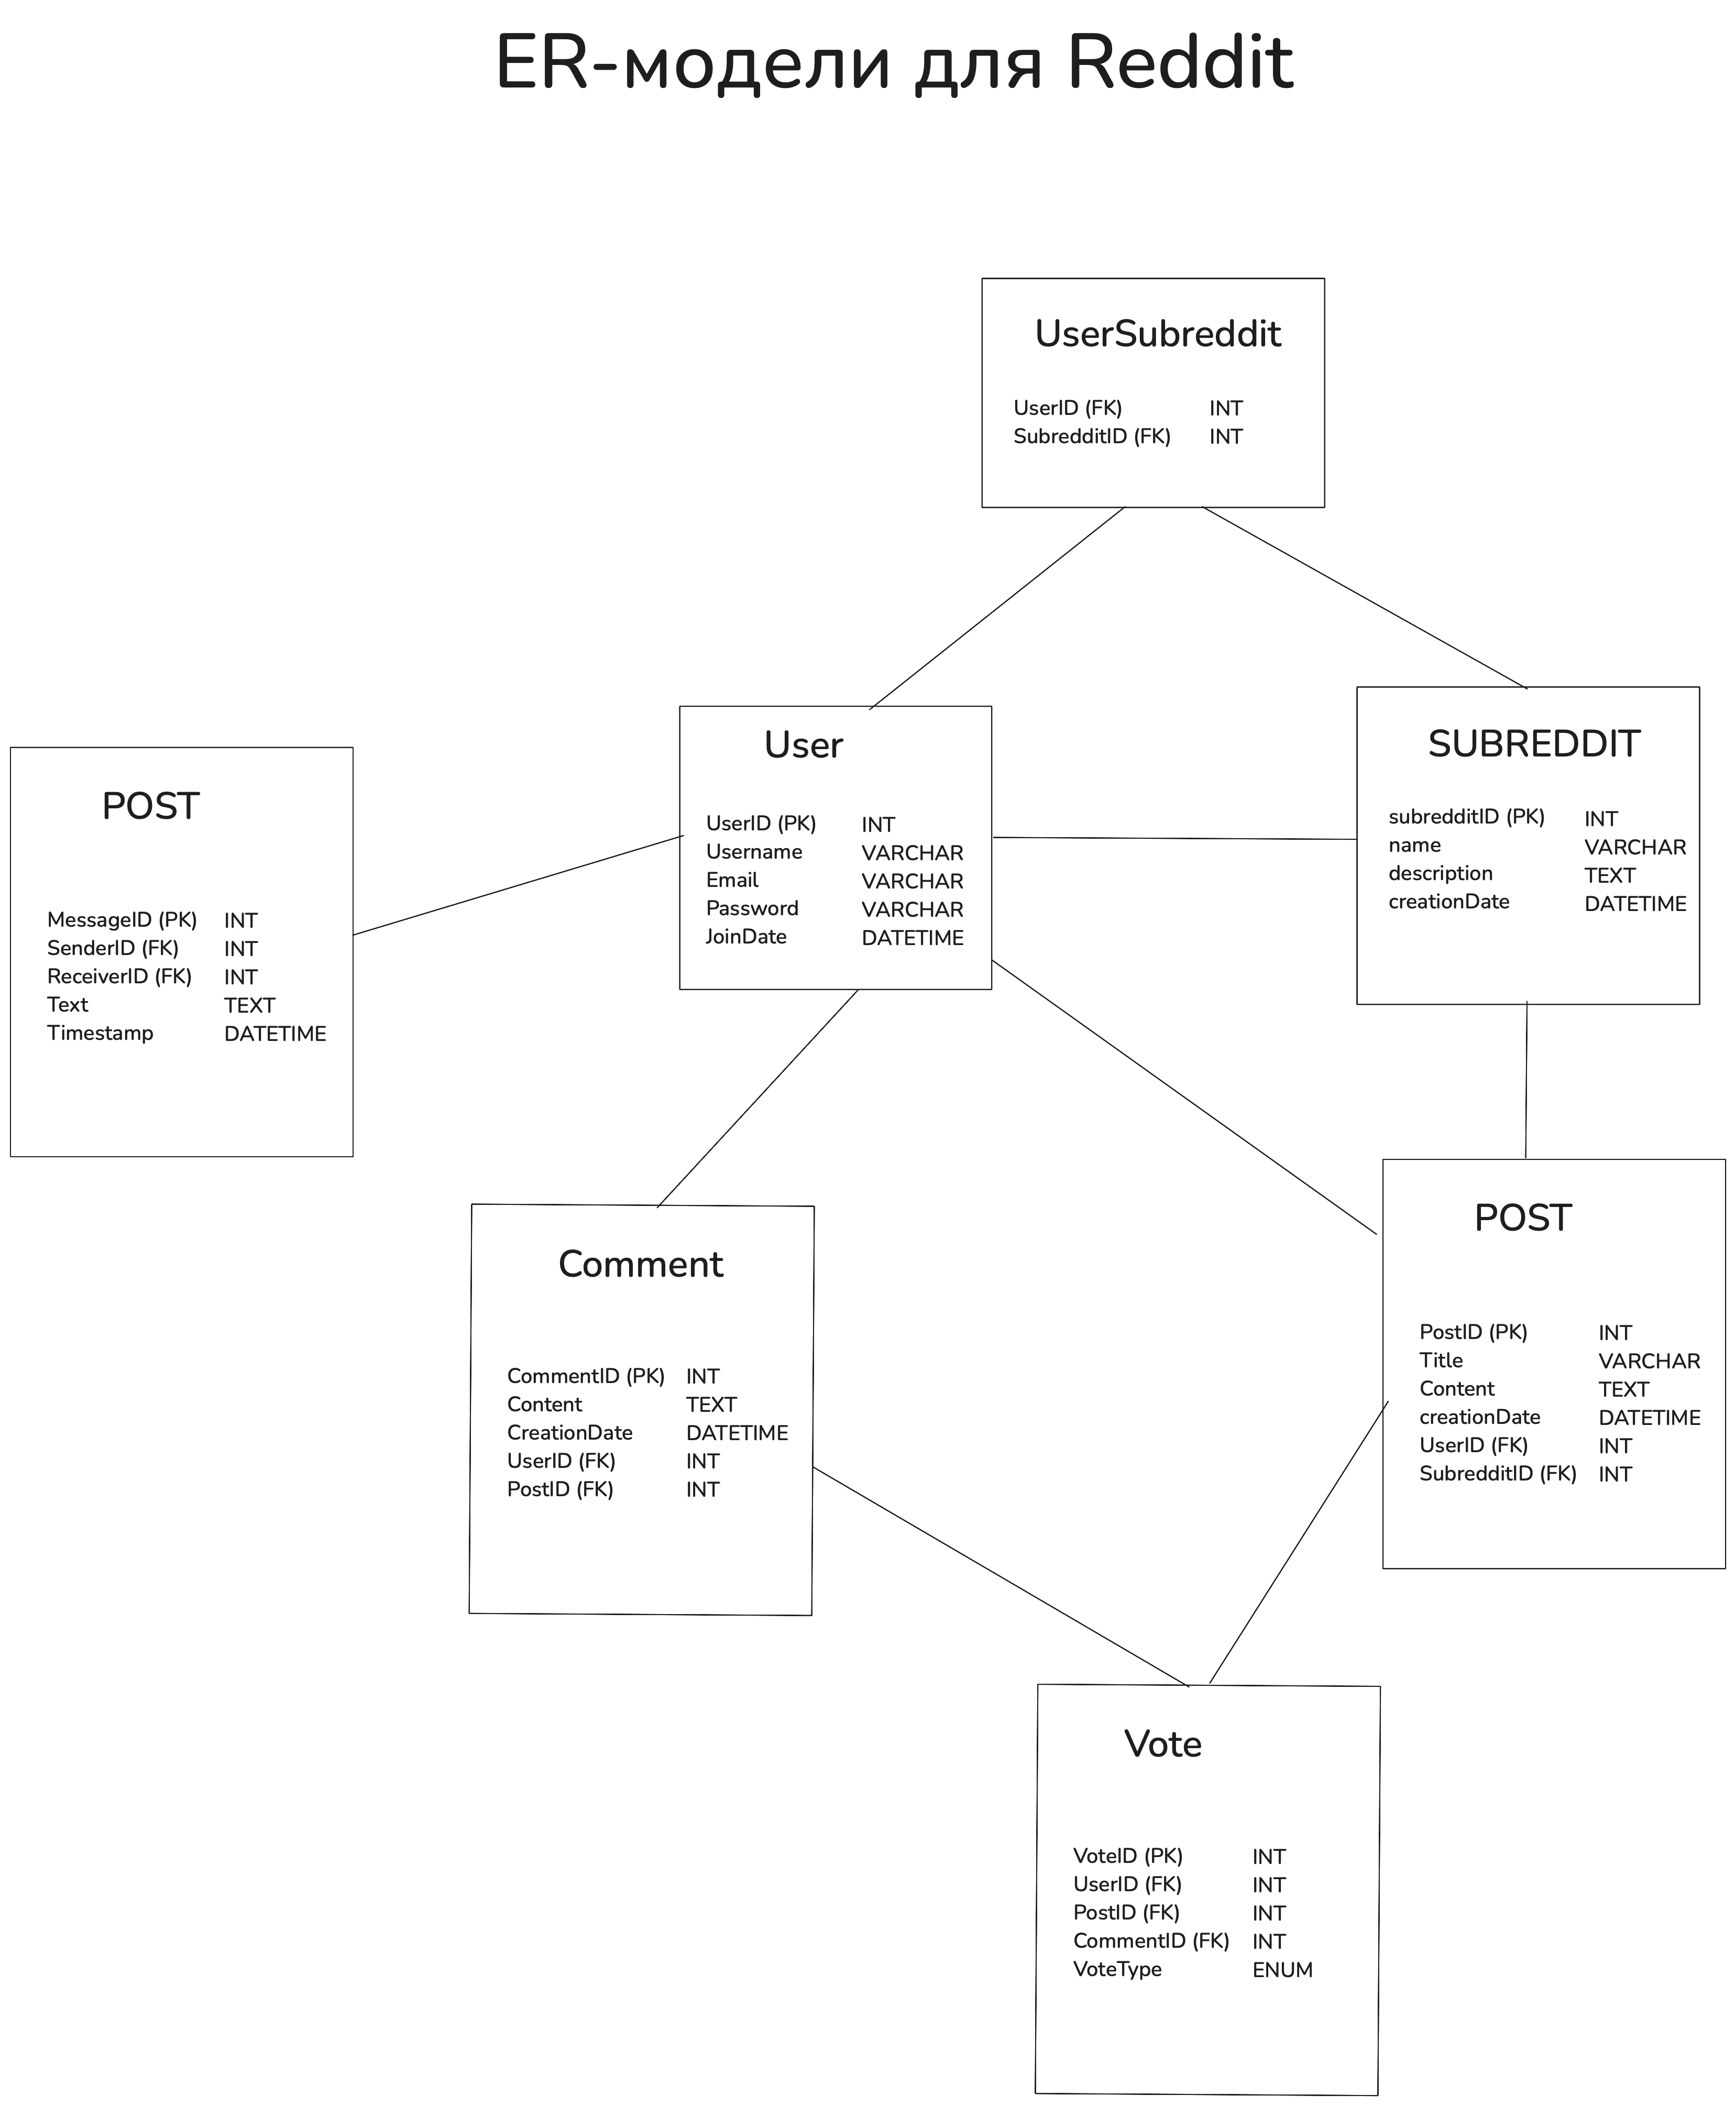 ER-модели для Reddit
UserSubreddit
UserID (FK) INT
SubredditID (FK) INT
User
UserID (PK) INT
Username VARCHAR
Email VARCHAR
Password VARCHAR
JoinDate DATETIME
SUBREDDIT
subredditID (PK) INT
name VARCHAR
description TEXT
creationDate DATETIME
POST
MessageID (PK) INT
SenderID (FK) INT
ReceiverID (FK) INT
Text TEXT
Timestamp DATETIME
Comment
CommentID (PK) INT
Content TEXT
CreationDate DATETIME
UserID (FK) INT
PostID (FK) INT
POST
PostID (PK) INT
Title VARCHAR
Content TEXT
creationDate DATETIME
UserID (FK) INT
SubredditID (FK) INT
Vote
VoteID (PK) INT
UserID (FK) INT
PostID (FK) INT
CommentID (FK) INT
VoteType ENUM